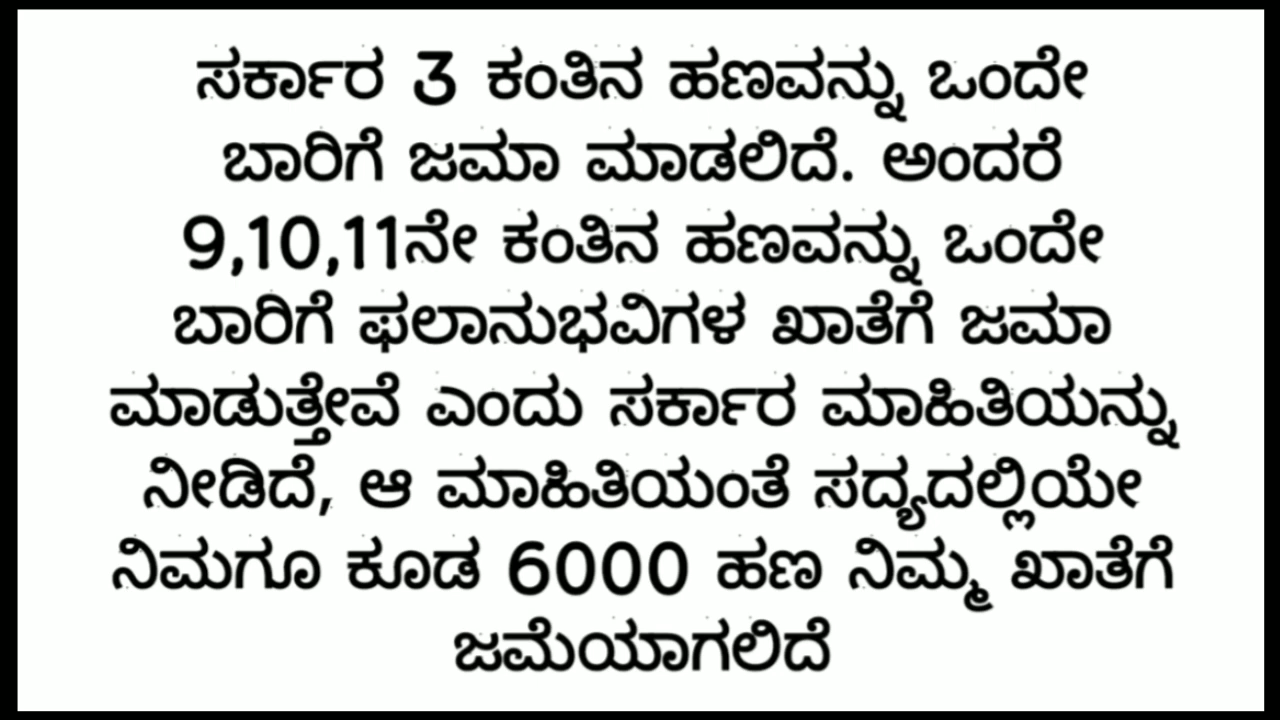 ಸರ್ಕಾರ 3 ಕಂತಿನ ಹಣವನ್ನು ಒಂದೇ
ಬಾರಿಗೆ ಜಮಾ ಮಾಡಲಿದೆ. ಅಂದರೆ
9,10,11ನೇ ಕಂತಿನ ಹಣವನ್ನು ಒಂದೇ
ಬಾರಿಗೆ ಫಲಾನುಭವಿಗಳ ಖಾತೆಗೆ ಜಮಾ
ಮಾಡುತ್ತೇವೆ ಎಂದು ಸರ್ಕಾರ ಮಾಹಿತಿಯನ್ನು
ನೀಡಿದೆ, ಆ ಮಾಹಿತಿಯಂತೆ ಸದ್ಯದಲ್ಲಿಯೇ
ನಿಮಗೂ ಕೂಡ 6000 ಹಣ ನಿಮ್ಮ ಖಾತೆಗೆ
ಜಮೆಯಾಗಲಿದೆ